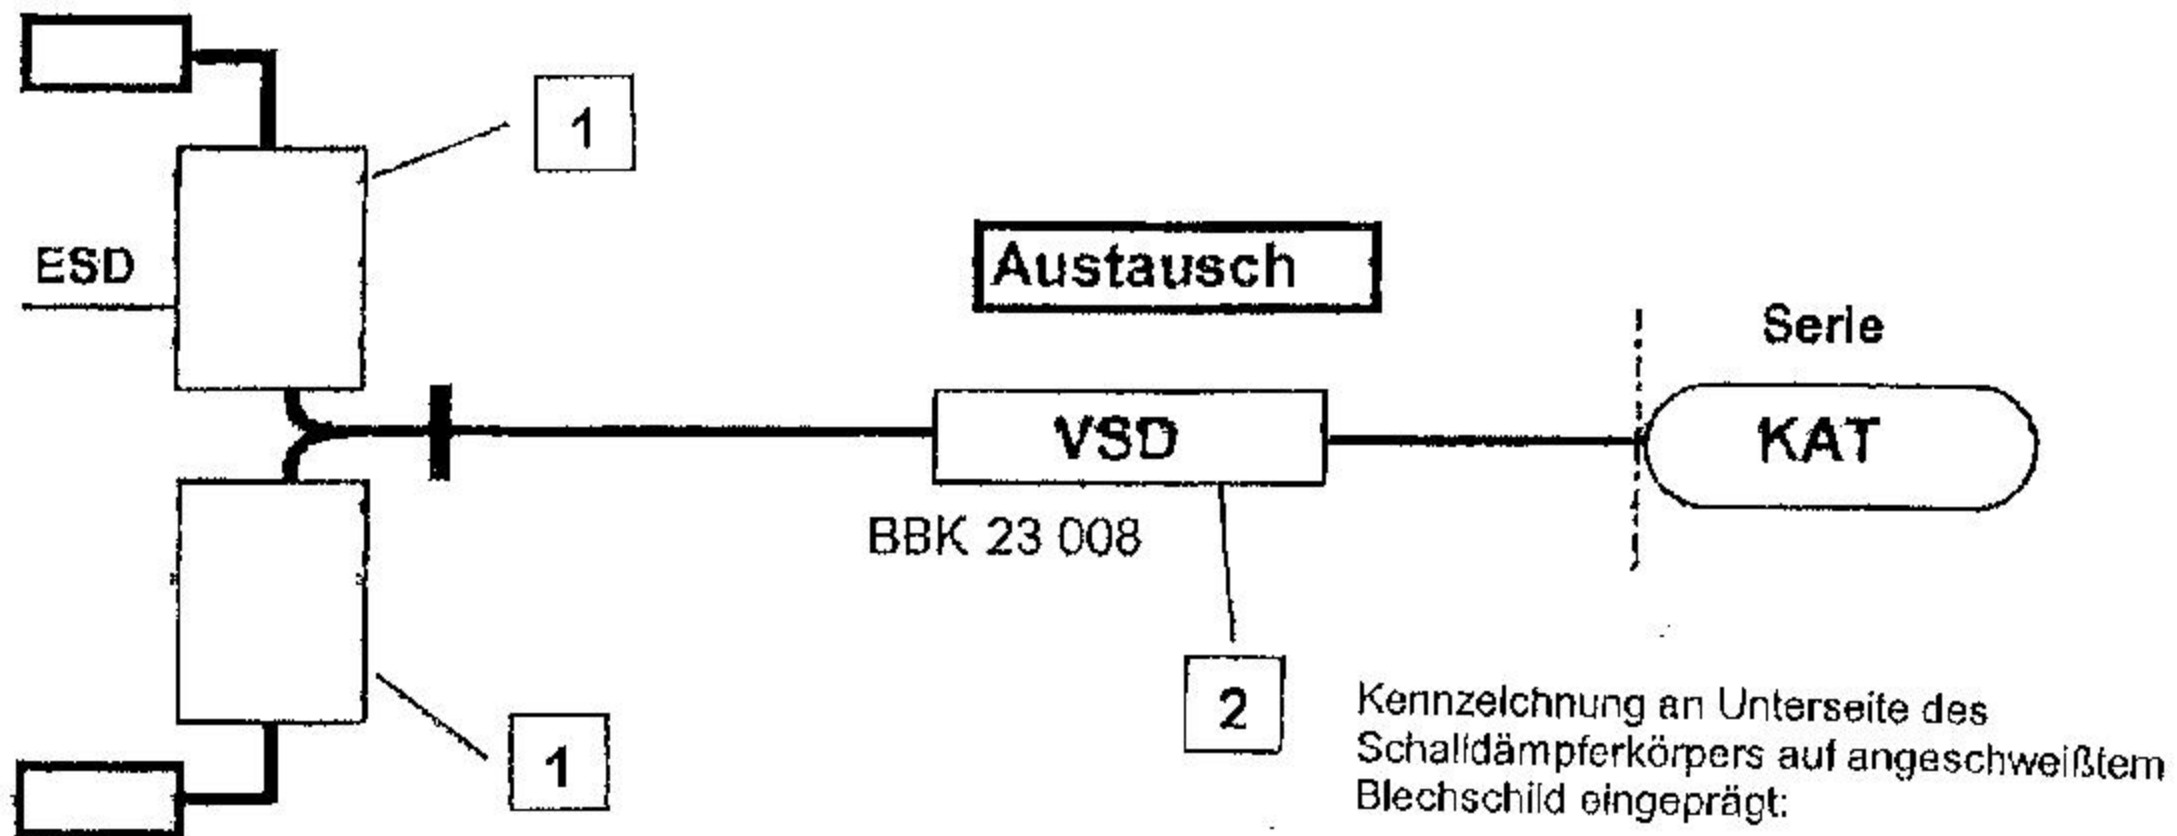 1
ESD
Austausch
Serie
VSD
KAT
BBK 23 008
2
1
Kennzeichnung an Unterseite des
Schalldämpferkörpers auf angeschweißtem
Blechschild eingeprägt: